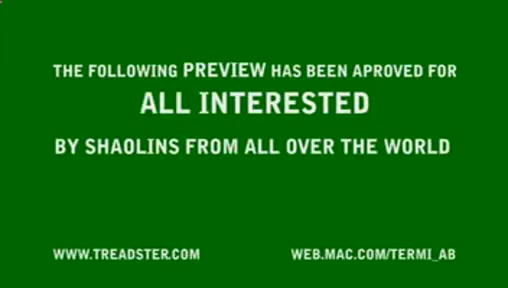 THE FOLLOWING PREVIEW HAS BEEN APROVED FOR
ALL INTERESTED
BY SHAOLINS FROM ALL OVER THE WORLD
WWW.TREADSTER.COM WEB.MAC.COM/TERMI_AB